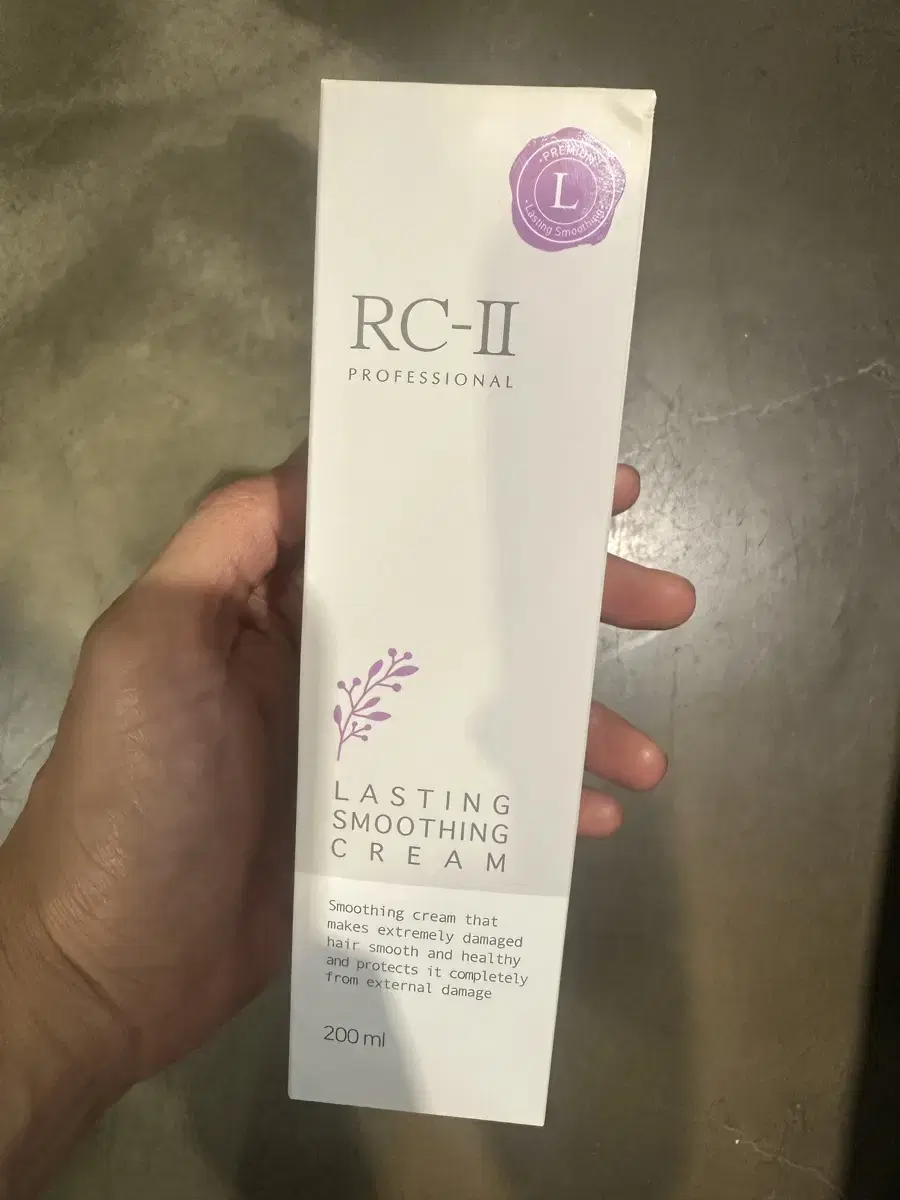 ·PREMIUM·
L
·Lasting Smoothing·
RC-II
PROFESSIONAL
LASTING
SMOOTHING
CREAM
Smoothing cream that
makes extremely damaged
hair smooth and healthy
and protects it completely
from external damage
200 ml